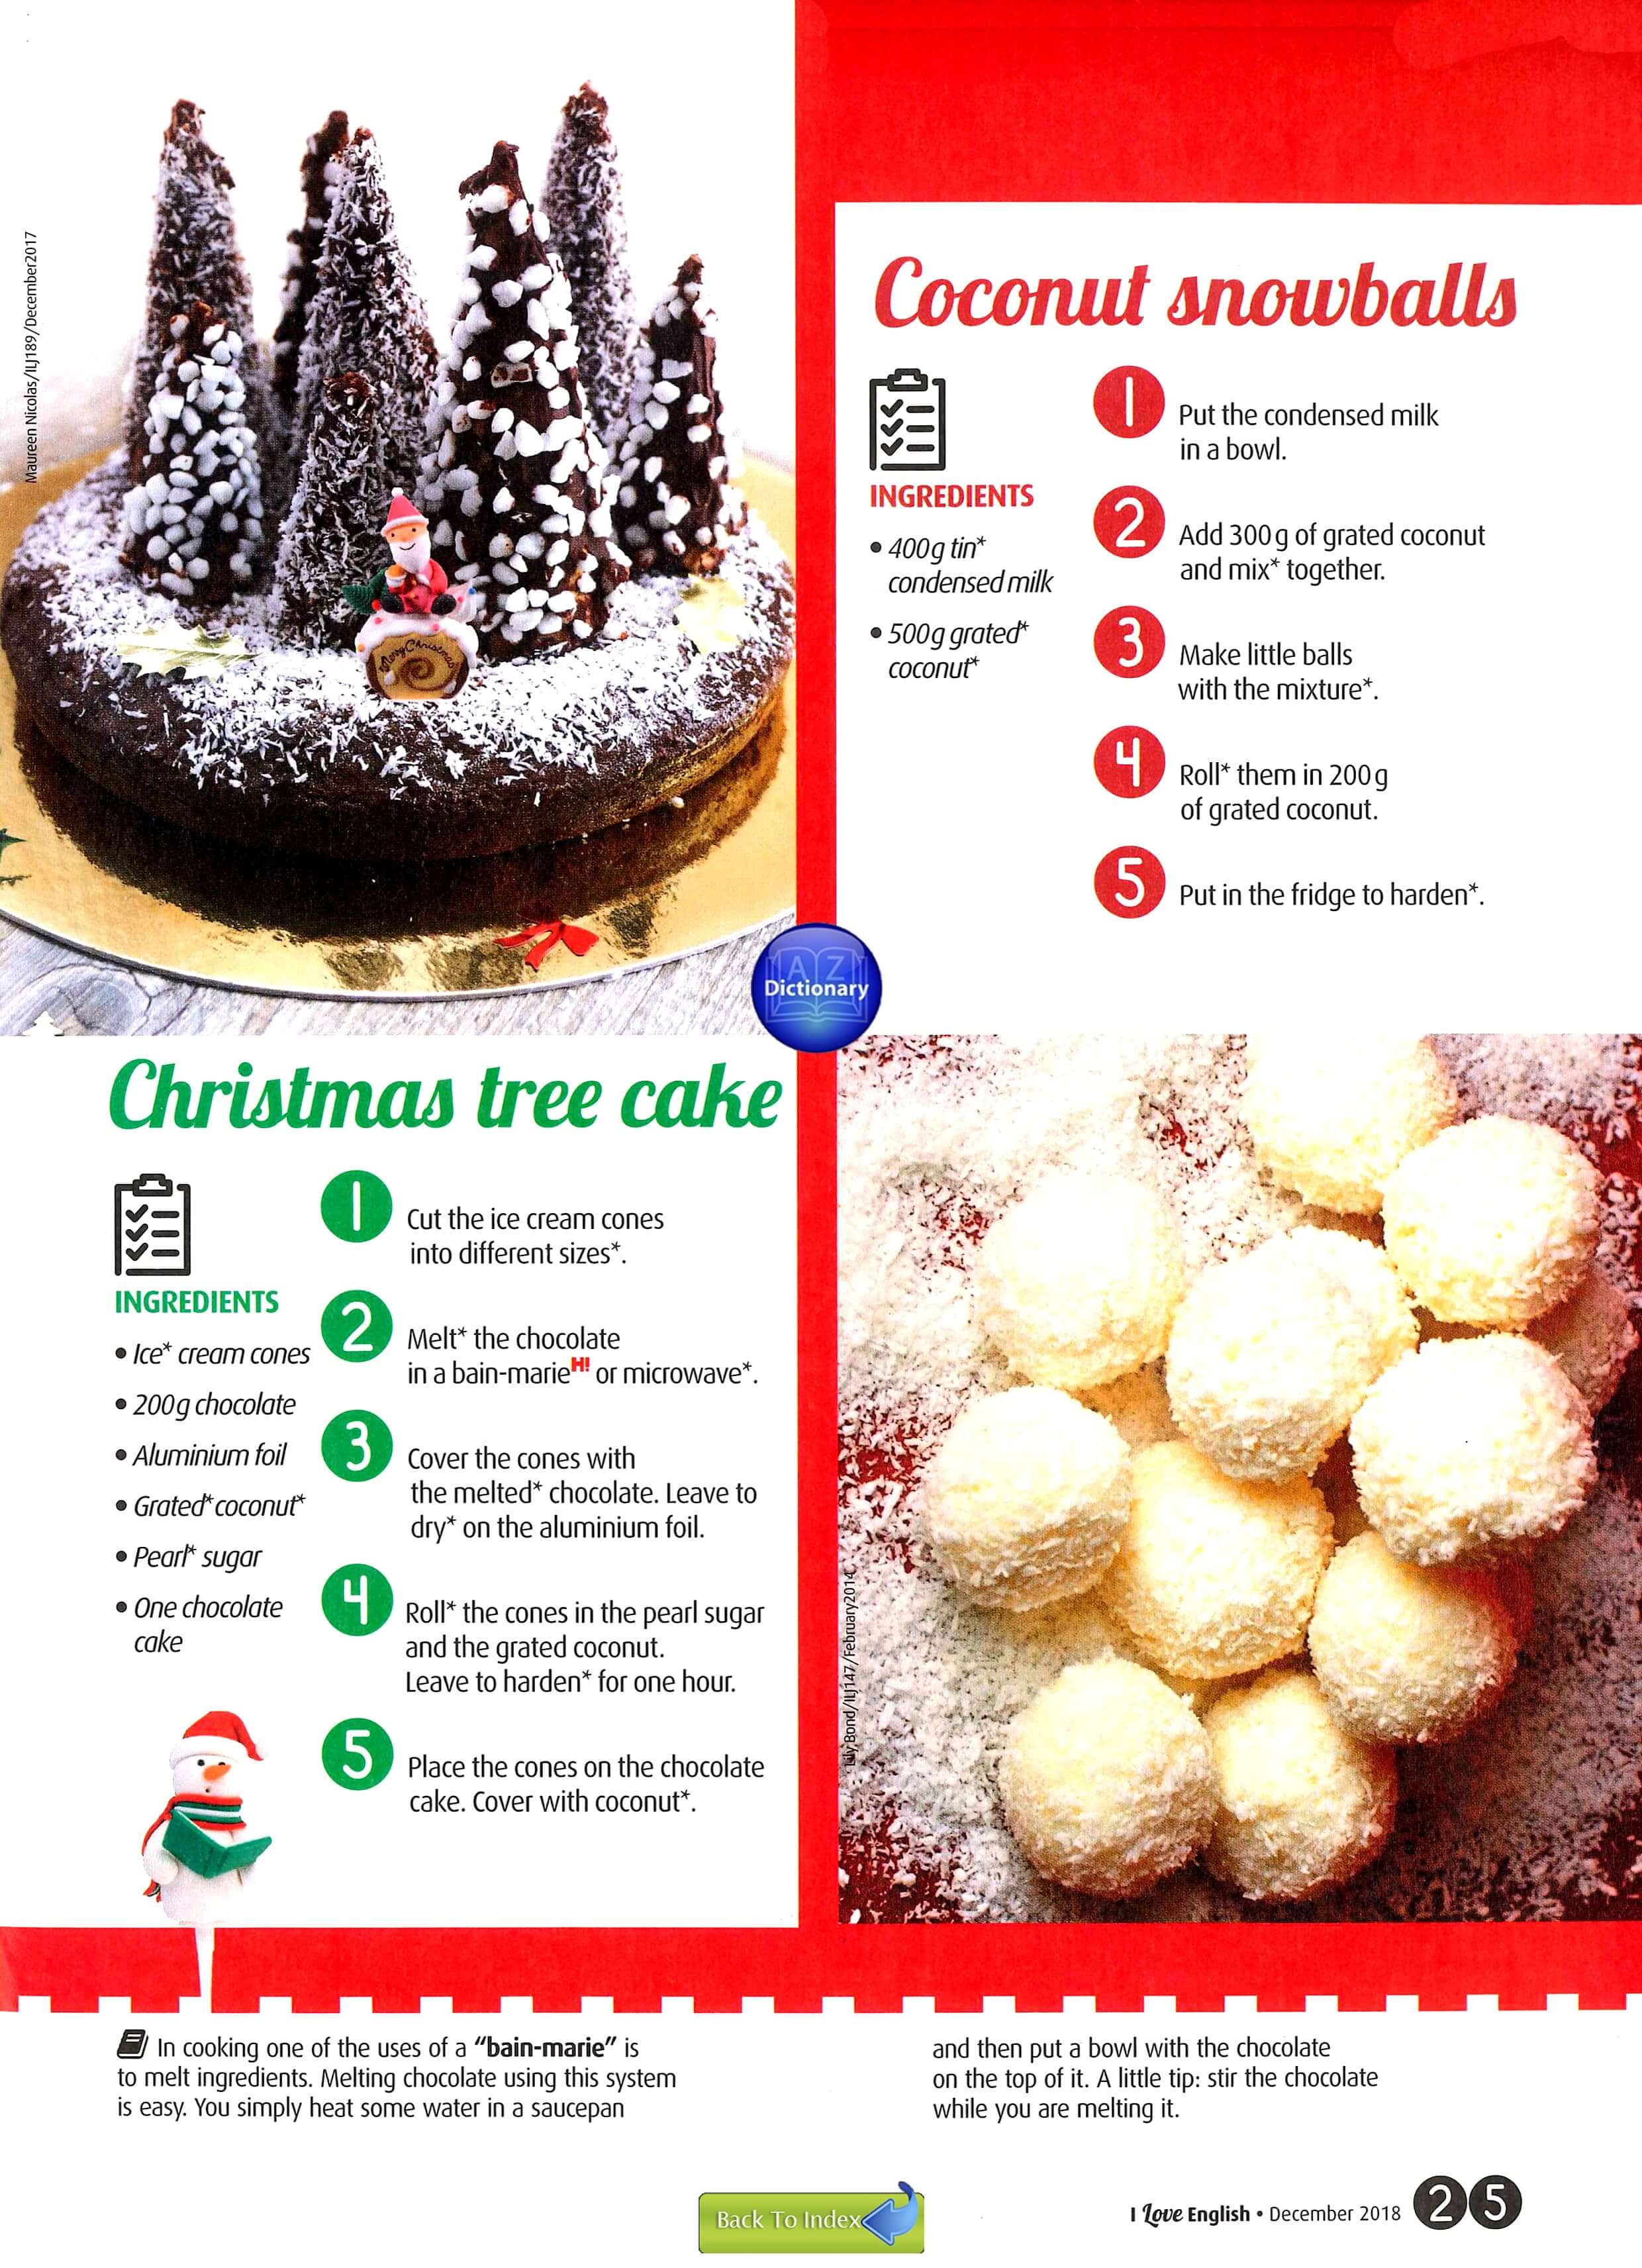 Maureen Nicolas/ILJ189/December2017
Merry Christmas
Coconut snowballs
INGREDIENTS
• 400g tin*
condensed milk
• 500g grated*
coconut*
1 Put the condensed milk
in a bowl.
2 Add 300g of grated coconut
and mix* together.
3 Make little balls
with the mixture*.
4 Roll* them in 200g
of grated coconut.
5 Put in the fridge to harden*.
A Z
Dictionary
Christmas tree cake
INGREDIENTS
• Ice* cream cones
• 200g chocolate
• Aluminium foil
• Grated* coconut*
• Pearl* sugar
• One chocolate
cake
1 Cut the ice cream cones
into different sizes*.
2 Melt* the chocolate
in a bain-marieH! or microwave*.
3 Cover the cones with
the melted* chocolate. Leave to
dry* on the aluminium foil.
4 Roll* the cones in the pearl sugar
and the grated coconut.
Leave to harden* for one hour.
5 Place the cones on the chocolate
cake. Cover with coconut*.
Lily Bond/ILJ147/February2014
In cooking one of the uses of a “bain-marie” is
to melt ingredients. Melting chocolate using this system
is easy. You simply heat some water in a saucepan
and then put a bowl with the chocolate
on the top of it. A little tip: stir the chocolate
while you are melting it.
Back To Index
I Love English • December 2018 25